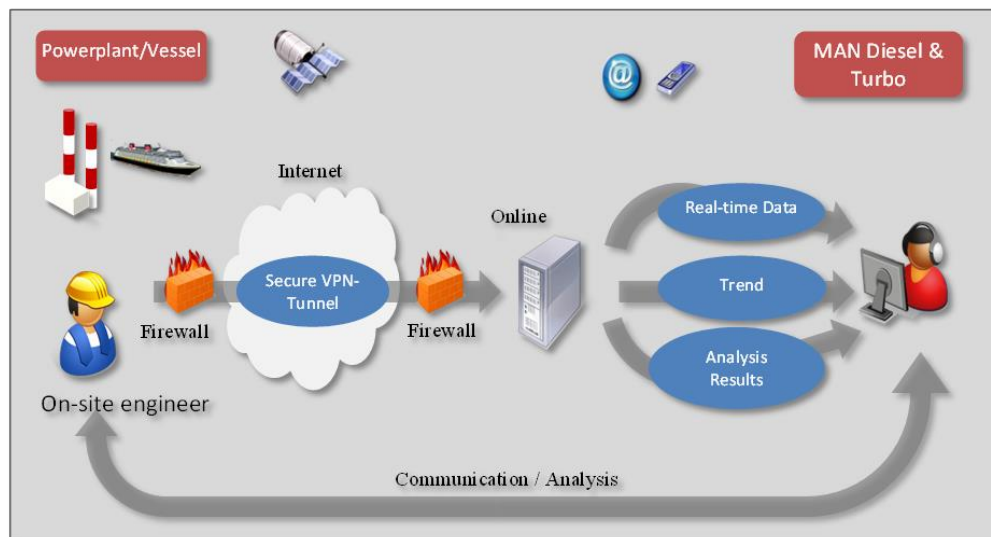 Powerplant/Vessel
MAN Diesel &
Turbo
@
Internet
Online
Real-time Data
Secure VPN-
Tunnel
Trend
Firewall
Firewall
Analysis
Results
On-site engineer
Communication / Analysis